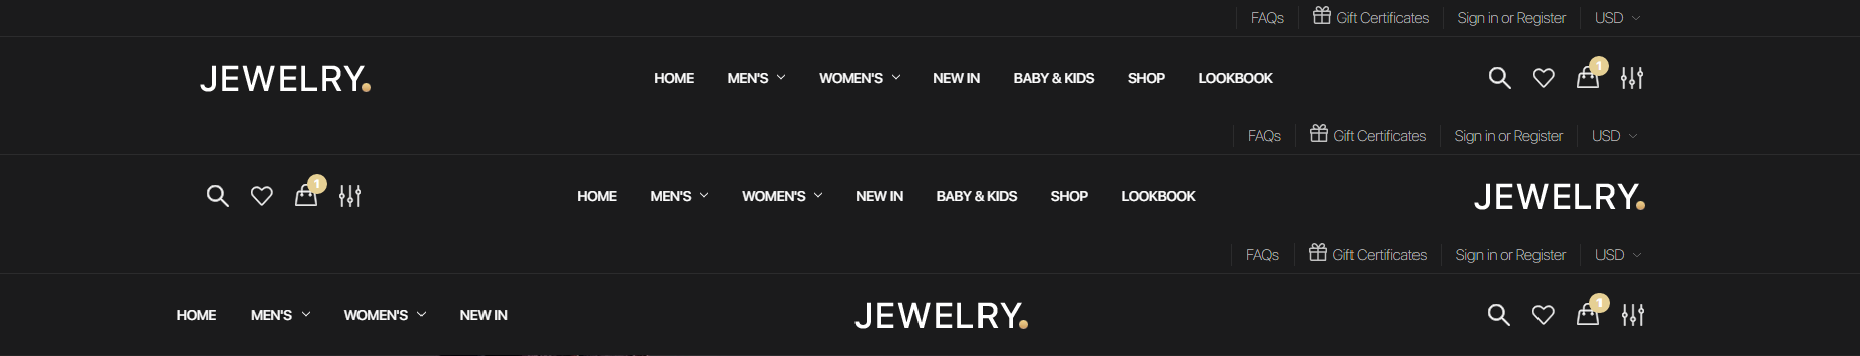 FAQs Gift Certificates Sign in or Register USD
JEWELRY. HOME MEN'S WOMEN'S NEW IN BABY & KIDS SHOP LOOKBOOK 1
FAQs Gift Certificates Sign in or Register USD
1 HOME MEN'S WOMEN'S NEW IN BABY & KIDS SHOP LOOKBOOK JEWELRY.
FAQs Gift Certificates Sign in or Register USD
HOME MEN'S WOMEN'S NEW IN JEWELRY. 1